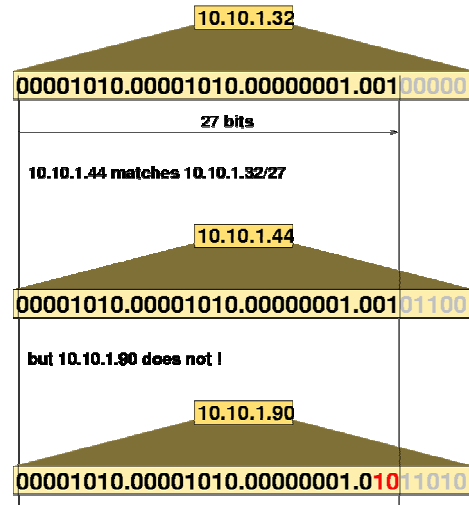 10.10.1.32
00001010.00001010.00000001.00100000
27 bits
10.10.1.44 matches 10.10.1.32/27
10.10.1.44
00001010.00001010.00000001.00101100
but 10.10.1.90 does not !
10.10.1.90
00001010.00001010.00000001.01011010